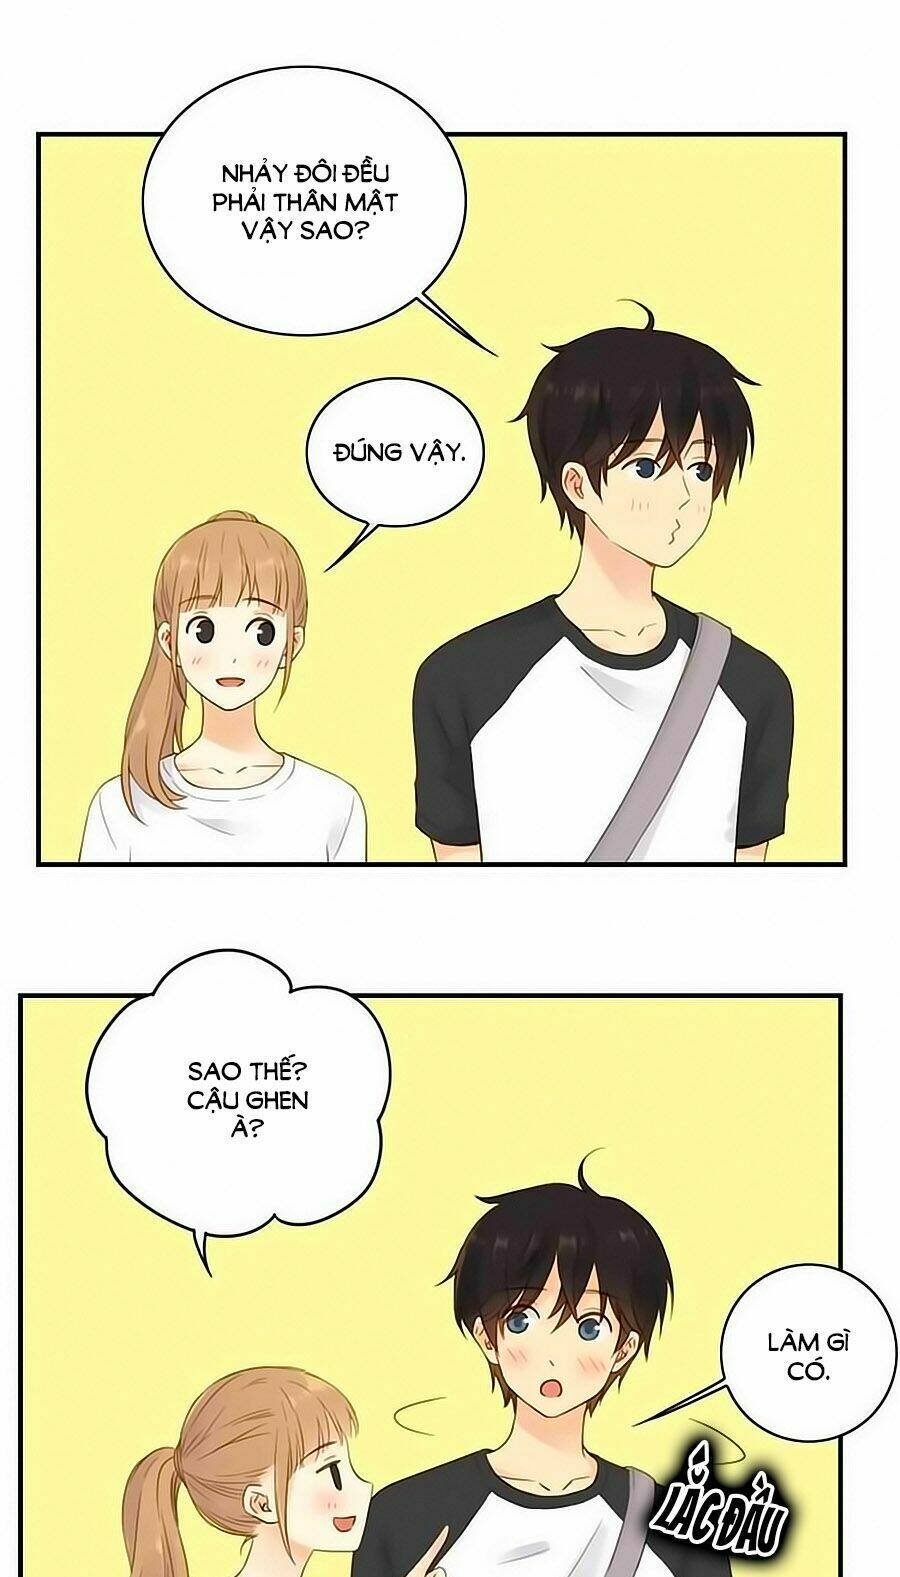 NHẢY ĐÔI ĐỀU
PHẢI THÂN MẬT
VẬY SAO?
ĐÚNG VẬY.
SAO THẾ?
CẬU GHEN
À?
LÀM GÌ
CÓ.
LẮC ĐẦU